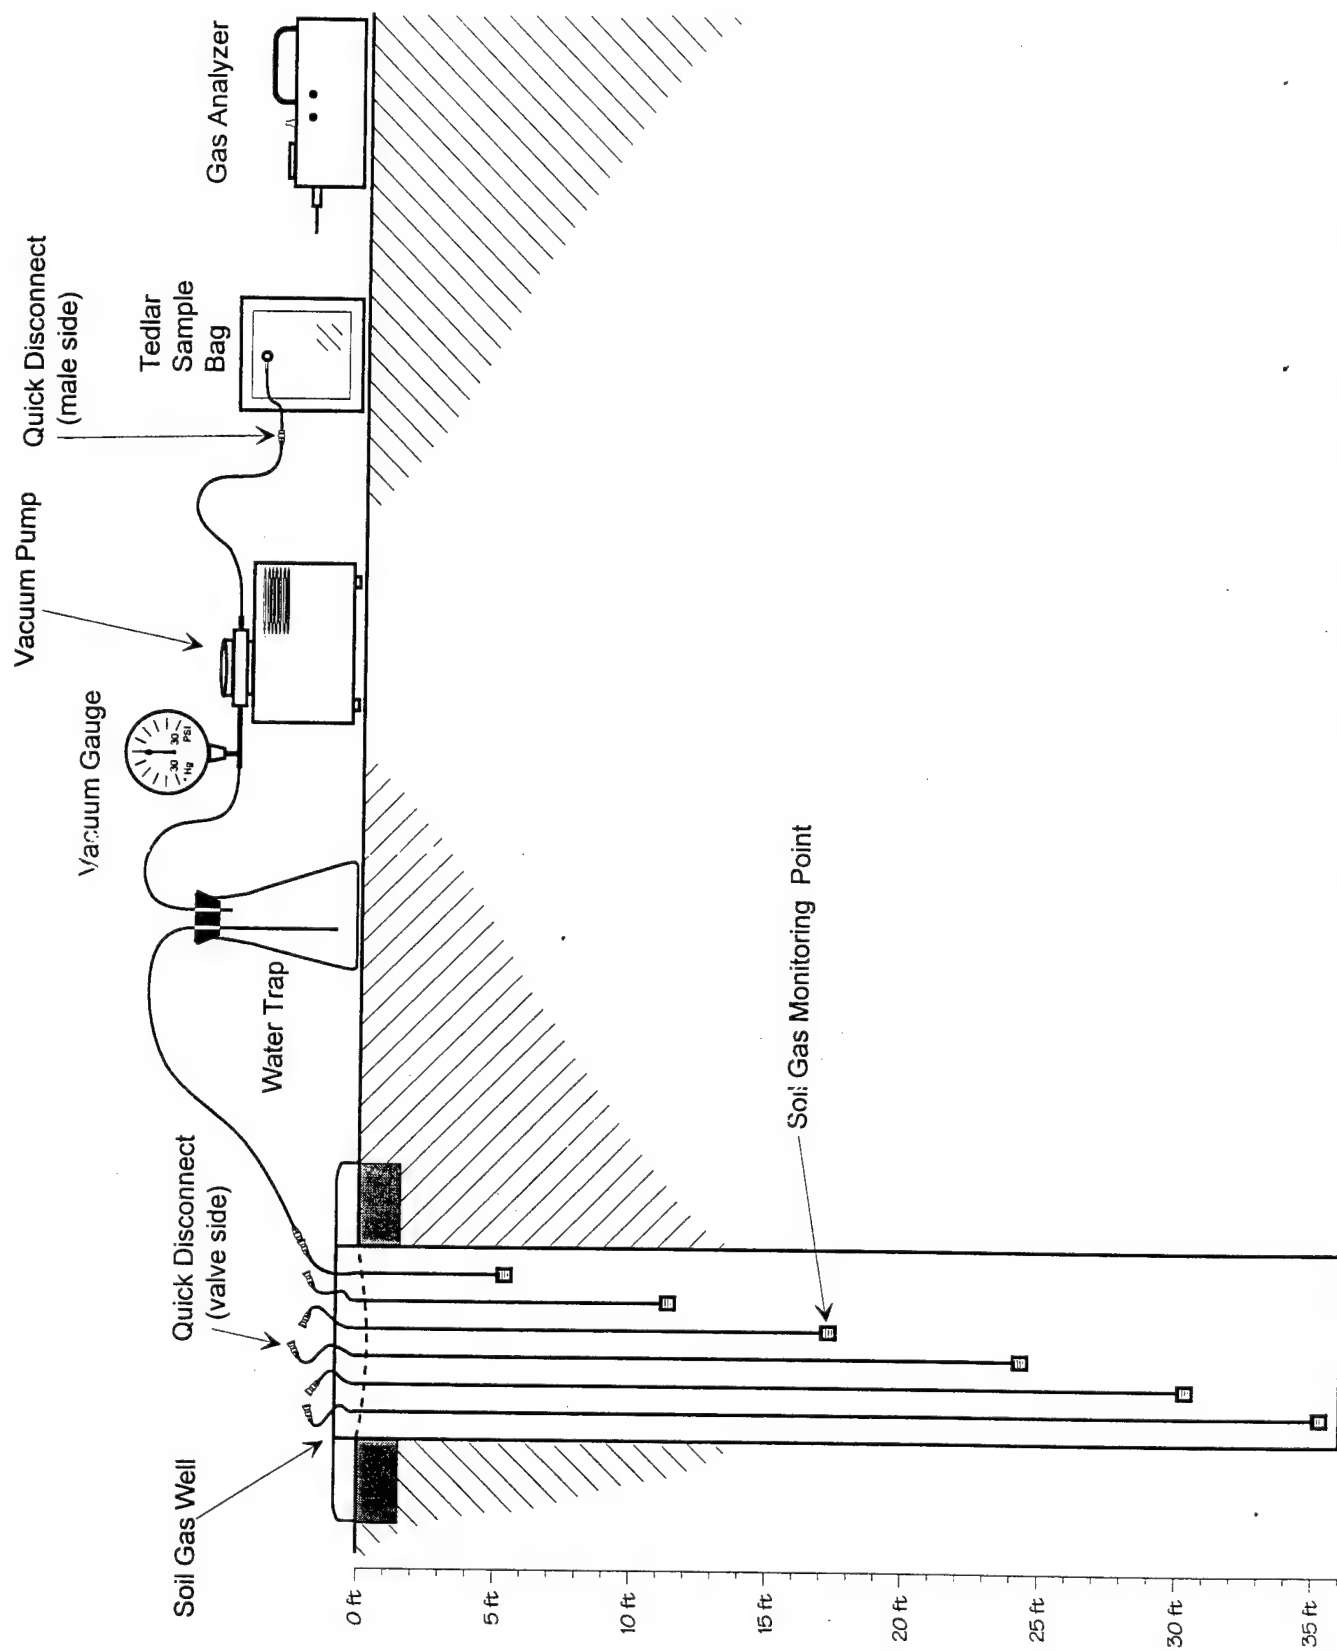 Soil Gas Well
Quick Disconnect
(valve side)
Water Trap
Vacuum Gauge
30
30
" Hg
PSI
Vacuum Pump
Quick Disconnect
(male side)
Tedlar
Sample
Bag
Gas Analyzer
Soil Gas Monitoring Point
0 ft
5 ft
10 ft
15 ft
20 ft
25 ft
30 ft
35 ft